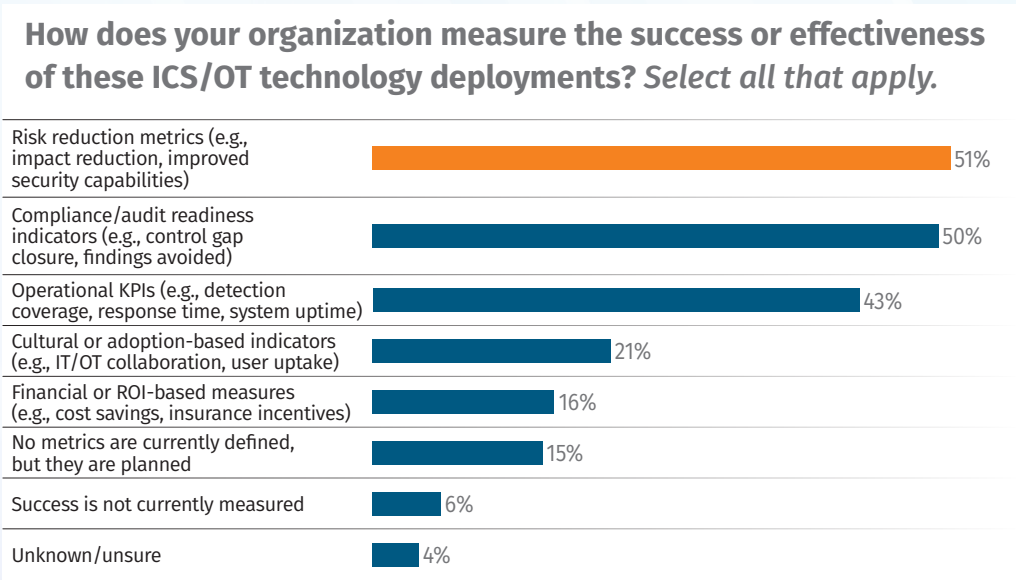 How does your organization measure the success or effectiveness
of these ICS/OT technology deployments? Select all that apply.
Risk reduction metrics (e.g.,
impact reduction, improved
security capabilities)
51%
Compliance/audit readiness
indicators (e.g., control gap
closure, findings avoided)
50%
Operational KPIs (e.g., detection
coverage, response time, system uptime)
43%
Cultural or adoption-based indicators
(e.g., IT/OT collaboration, user uptake)
21%
Financial or ROI-based measures
(e.g., cost savings, insurance incentives)
16%
No metrics are currently defined,
but they are planned
15%
Success is not currently measured
6%
Unknown/unsure
4%